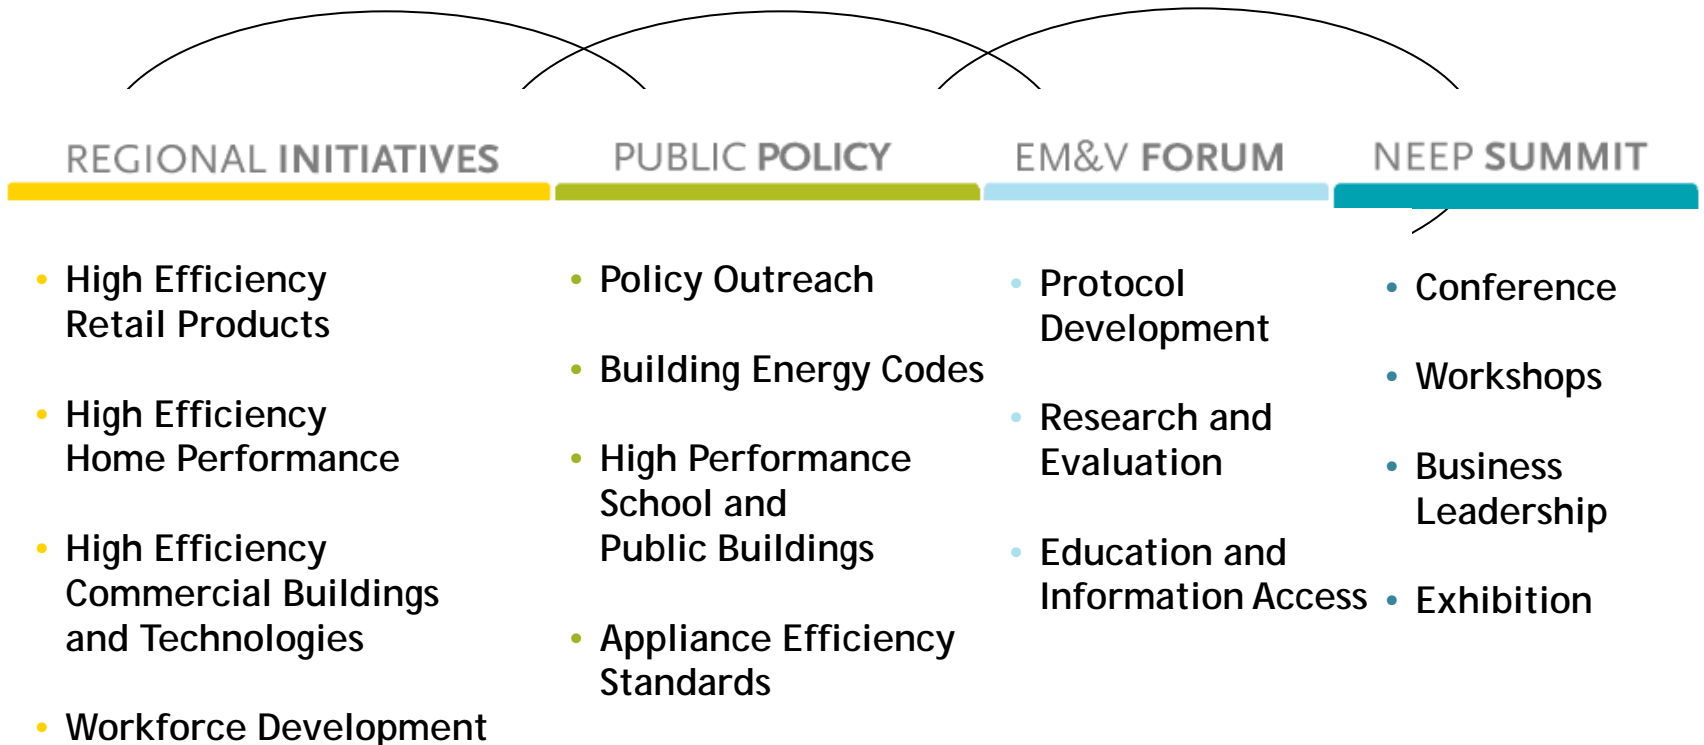 REGIONAL INITIATIVES
PUBLIC POLICY
EM&V FORUM
NEEP SUMMIT
• High Efficiency
Retail Products
• High Efficiency
Home Performance
• High Efficiency
Commercial Buildings
and Technologies
• Workforce Development
• Policy Outreach
• Building Energy Codes
• High Performance
School and
Public Buildings
• Appliance Efficiency
Standards
• Protocol
Development
• Research and
Evaluation
• Education and
Information Access
• Conference
• Workshops
• Business
Leadership
• Exhibition